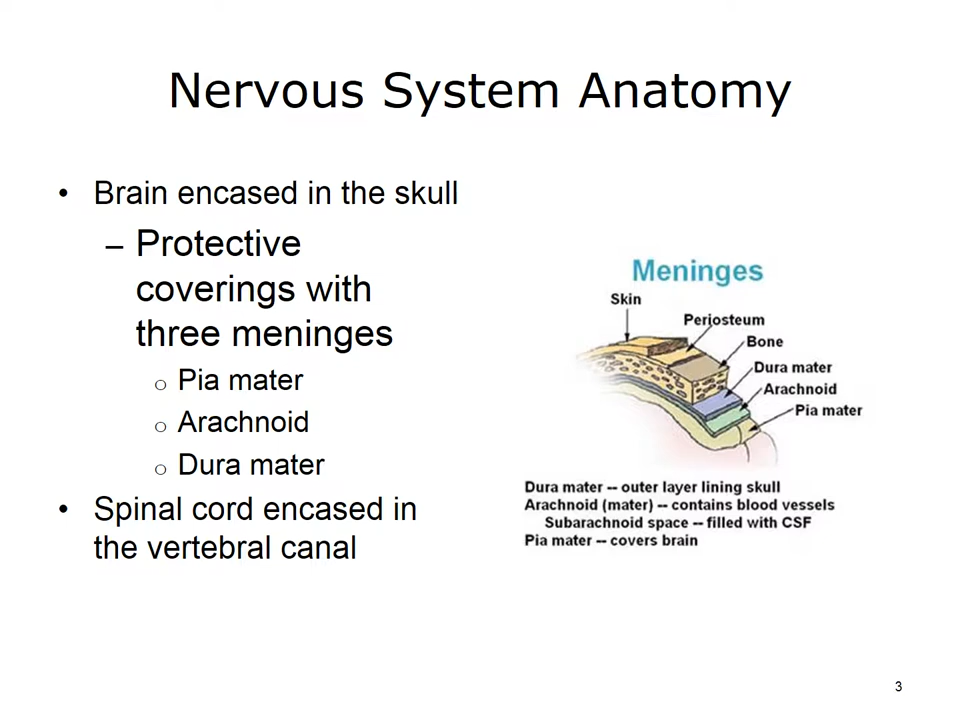 Nervous System Anatomy
• Brain encased in the skull
– Protective
coverings with
three meninges
o Pia mater
o Arachnoid
o Dura mater
• Spinal cord encased in
the vertebral canal
Meninges
Skin
Periosteum
Bone
Dura mater
Arachnoid
Pia mater
Dura mater -- outer layer lining skull
Arachnoid (mater) -- contains blood vessels
Subarachnoid space -- filled with CSF
Pia mater -- covers brain
3